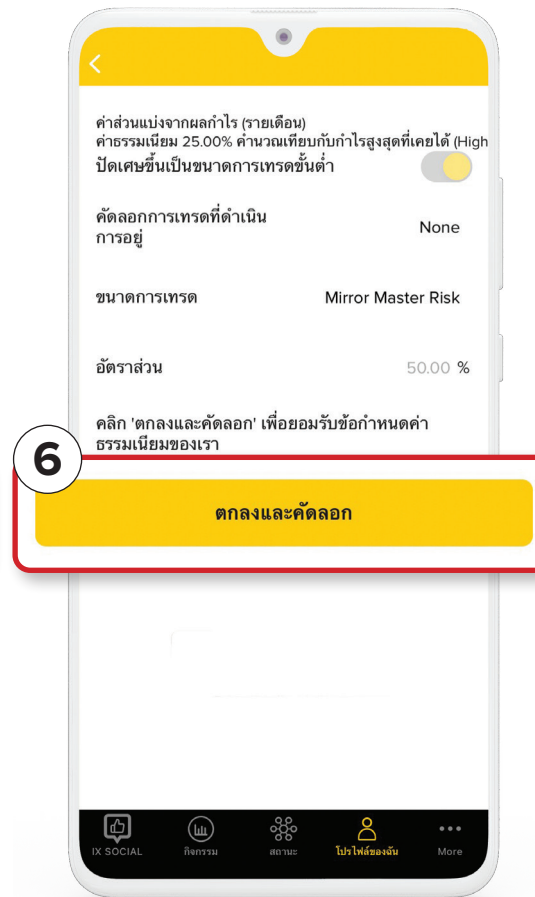 ค่าส่วนแบ่งจากผลกำไร (รายเดือน)
ค่าธรรมเนียม 25.00% คำนวณเทียบกับกำไรสูงสุดที่เคยได้ (High
ปัดเศษขึ้นเป็นขนาดการเทรดขั้นต่ำ
คัดลอกการเทรดที่ดำเนิน
การอยู่
None
ขนาดการเทรด Mirror Master Risk
อัตราส่วน 50.00 %
คลิก 'ตกลงและคัดลอก' เพื่อยอมรับข้อกำหนดค่า
ธรรมเนียมของเรา
6
ตกลงและคัดลอก
IX SOCIAL กิจกรรม สถานะ โปรไฟล์ของฉัน More